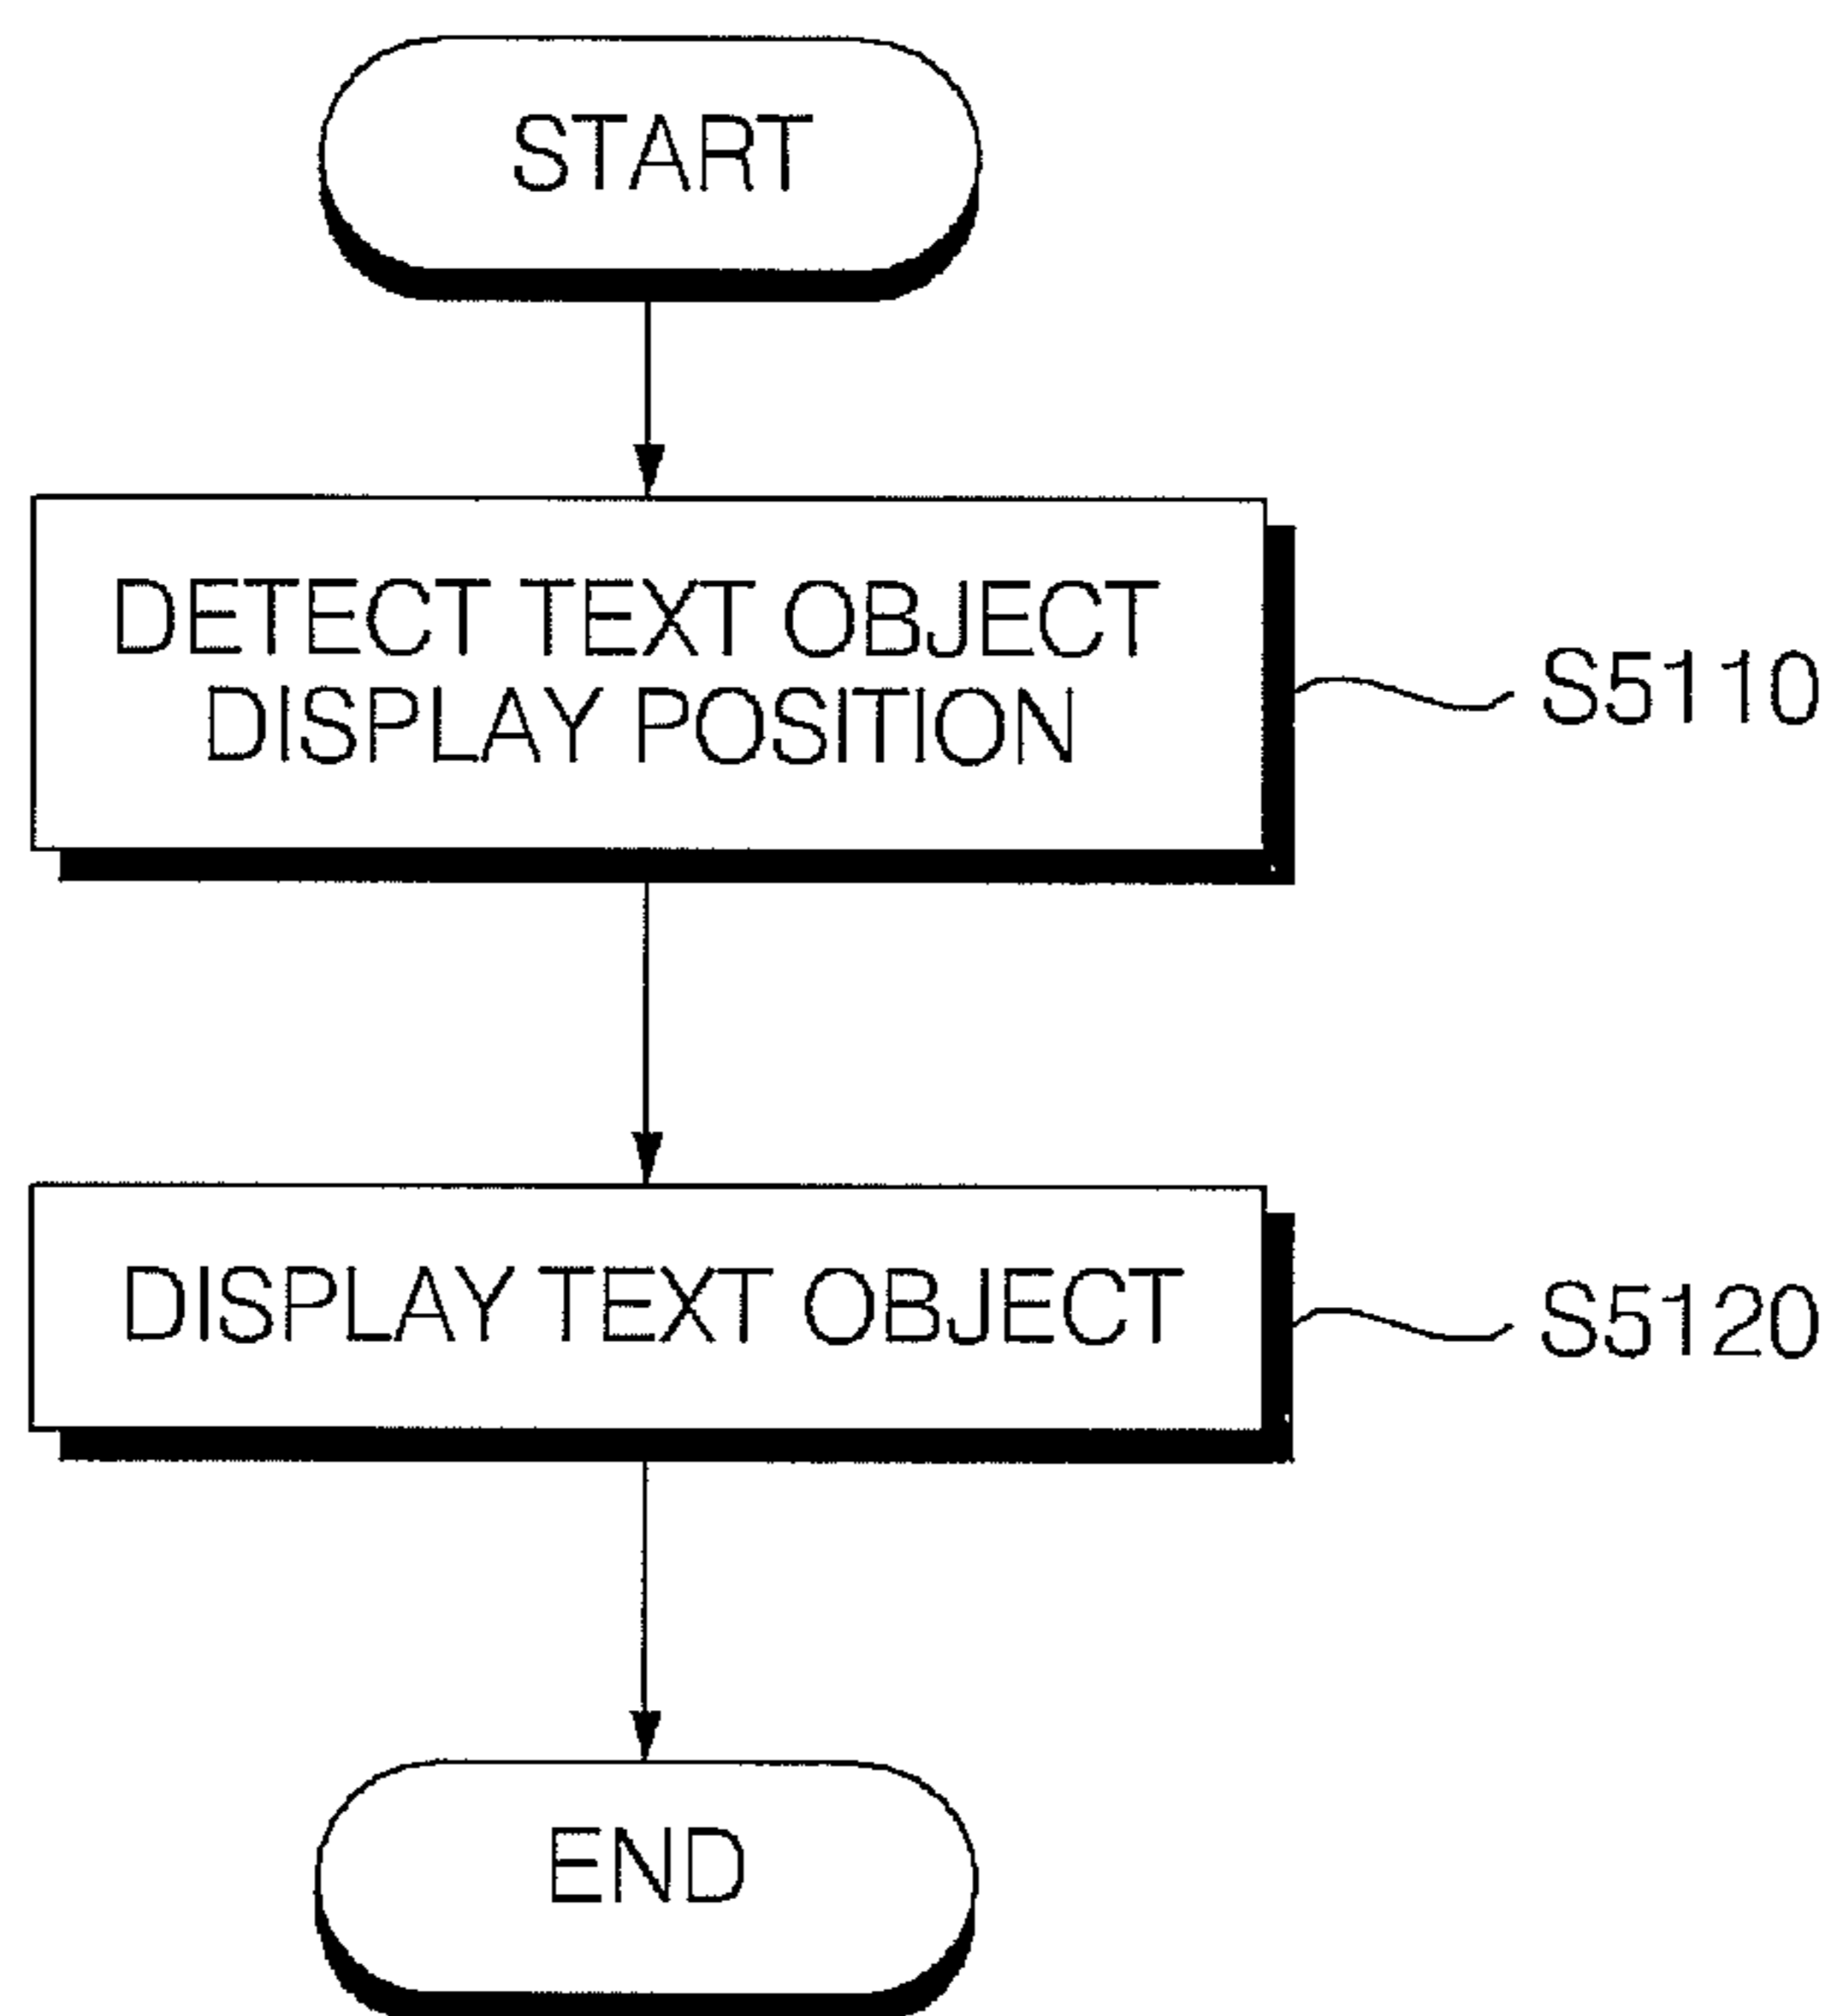 START
DETECT TEXT OBJECT
DISPLAY POSITION
S5110
DISPLAY TEXT OBJECT
S5120
END